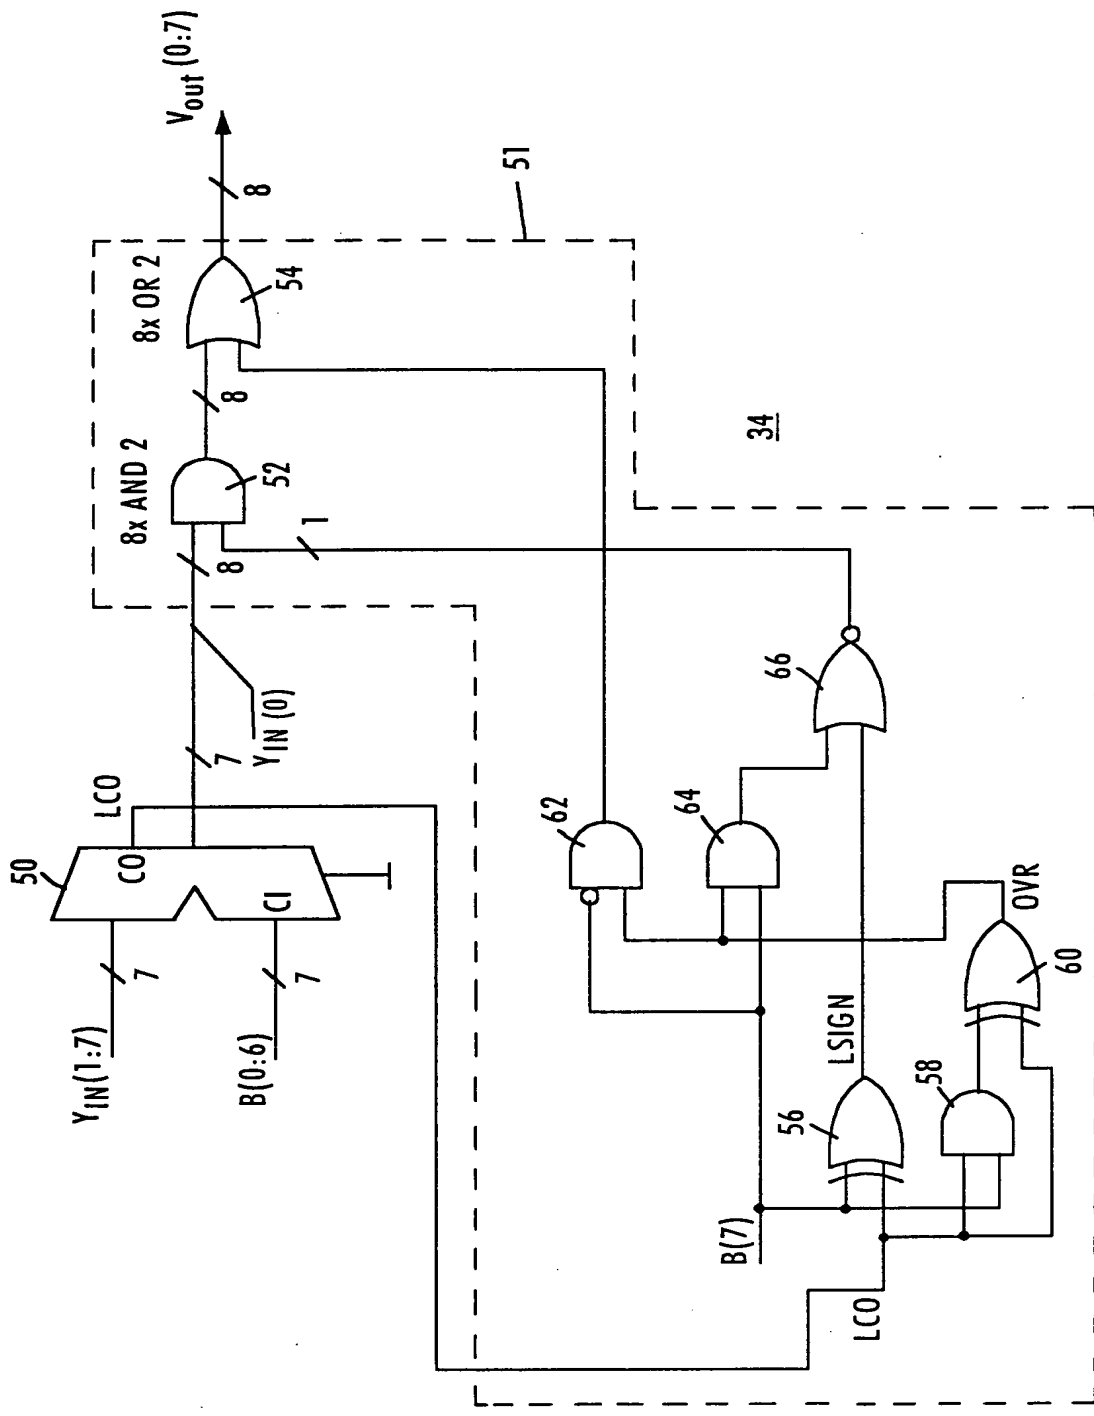 50
LCO
CO
CI
Y_IN(1:7)
7
B(0:6)
7
7
Y_IN(0)
8x AND 2
8
52
1
8x OR 2
8
54
8
V_out(0:7)
51
34
62
64
66
B(7)
LSIGN
56
LCO
58
OVR
60